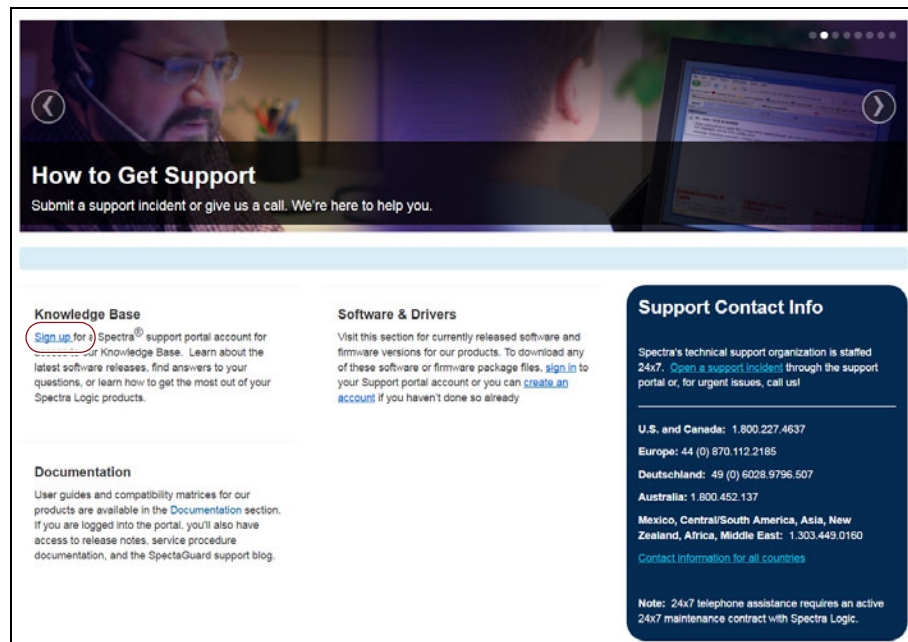 How to Get Support
Submit a support incident or give us a call. We're here to help you.
Knowledge Base
Sign up for a Spectra® support portal account for
access to our Knowledge Base. Learn about the
latest software releases, find answers to your
questions, or learn how to get the most out of your
Spectra Logic products.
Software & Drivers
Visit this section for currently released software and
firmware versions for our products. To download any
of these software or firmware package files, sign in to
your Support portal account or you can create an
account if you haven't done so already
Documentation
User guides and compatibility matrices for our
products are available in the Documentation section.
If you are logged into the portal, you'll also have
access to release notes, service procedure
documentation, and the SpectaGuard support blog.
Support Contact Info
Spectra's technical support organization is staffed
24x7. Open a support incident through the support
portal or, for urgent issues, call us!
U.S. and Canada: 1.800.227.4637
Europe: 44 (0) 870.112.2185
Deutschland: 49 (0) 6028.9796.507
Australia: 1.800.452.137
Mexico, Central/South America, Asia, New
Zealand, Africa, Middle East: 1.303.449.0160
Contact information for all countries
Note: 24x7 telephone assistance requires an active
24x7 maintenance contract with Spectra Logic.